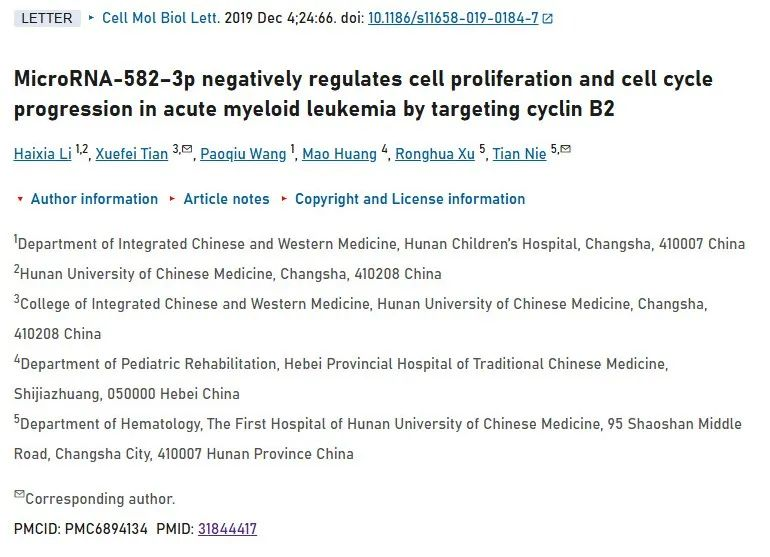 LETTER ▸ Cell Mol Biol Lett. 2019 Dec 4;24:66. doi: 10.1186/s11658-019-0184-7
MicroRNA-582–3p negatively regulates cell proliferation and cell cycle
progression in acute myeloid leukemia by targeting cyclin B2
Haixia Li 1,2, Xuefei Tian 3,✉, Paoqiu Wang 1, Mao Huang 4, Ronghua Xu 5, Tian Nie 5,✉
▾ Author information ▸ Article notes ▸ Copyright and License information
1Department of Integrated Chinese and Western Medicine, Hunan Children's Hospital, Changsha, 410007 China
2Hunan University of Chinese Medicine, Changsha, 410208 China
3College of Integrated Chinese and Western Medicine, Hunan University of Chinese Medicine, Changsha,
410208 China
4Department of Pediatric Rehabilitation, Hebei Provincial Hospital of Traditional Chinese Medicine,
Shijiazhuang, 050000 Hebei China
5Department of Hematology, The First Hospital of Hunan University of Chinese Medicine, 95 Shaoshan Middle
Road, Changsha City, 410007 Hunan Province China
✉Corresponding author.
PMCID: PMC6894134 PMID: 31844417